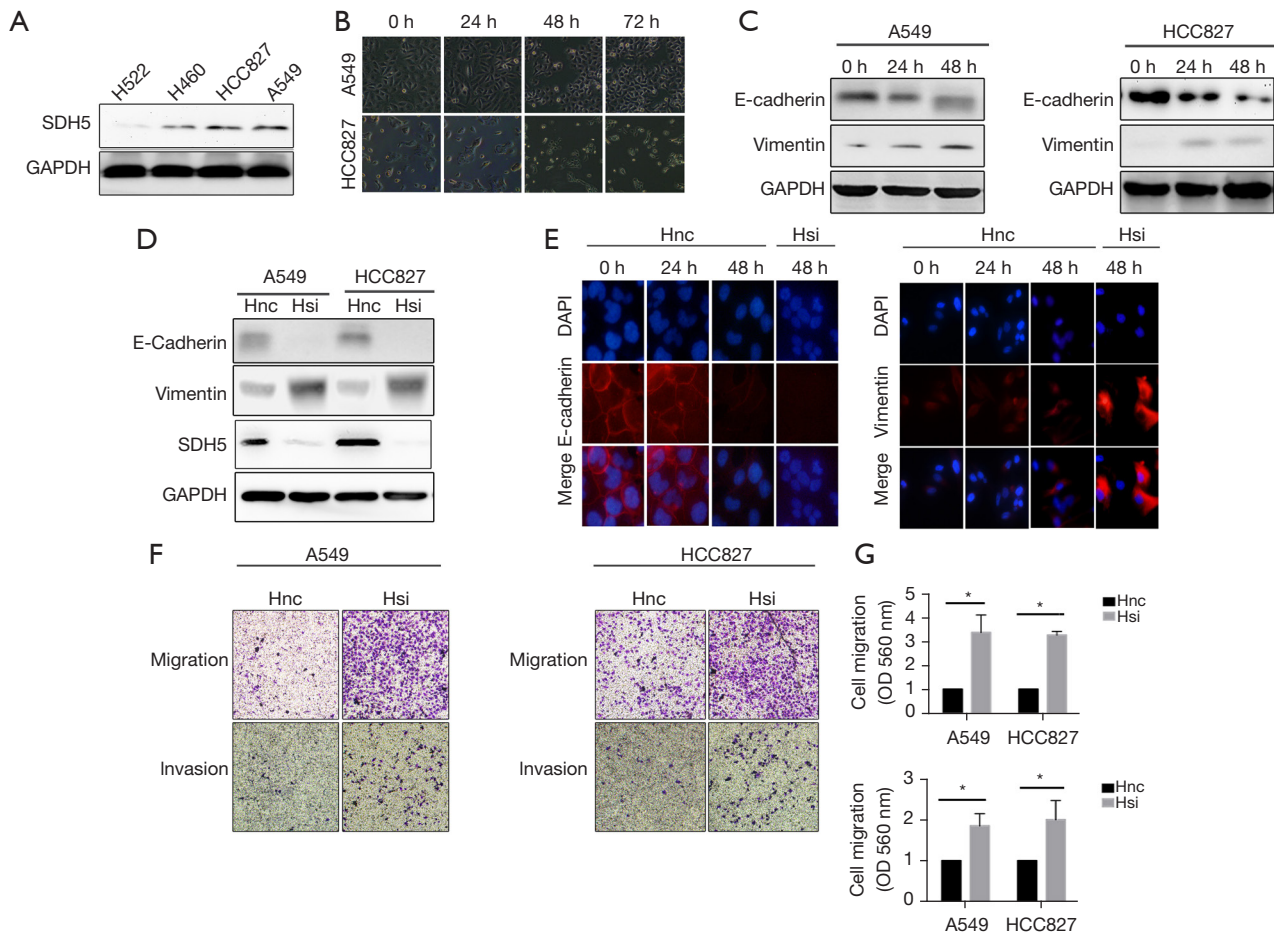 A
H522 H460 HCC827 A549
SDH5
GAPDH
B
0 h 24 h 48 h 72 h
A549
HCC827
C
A549
0 h 24 h 48 h
E-cadherin
Vimentin
GAPDH
HCC827
0 h 24 h 48 h
E-cadherin
Vimentin
GAPDH
D
A549 HCC827
Hnc Hsi Hnc Hsi
E-Cadherin
Vimentin
SDH5
GAPDH
E
Hnc Hsi
0 h 24 h 48 h 48 h
DAPI
E-cadherin
Merge
Hnc Hsi
0 h 24 h 48 h 48 h
DAPI
Vimentin
Merge
F
A549
Hnc Hsi
Migration
Invasion
HCC827
Hnc Hsi
Migration
Invasion
G
Cell migration
(OD 560 nm)
5
4
3
2
1
0
* *
Hnc
Hsi
A549 HCC827
Cell migration
(OD 560 nm)
3
2
1
0
* *
Hnc
Hsi
A549 HCC827